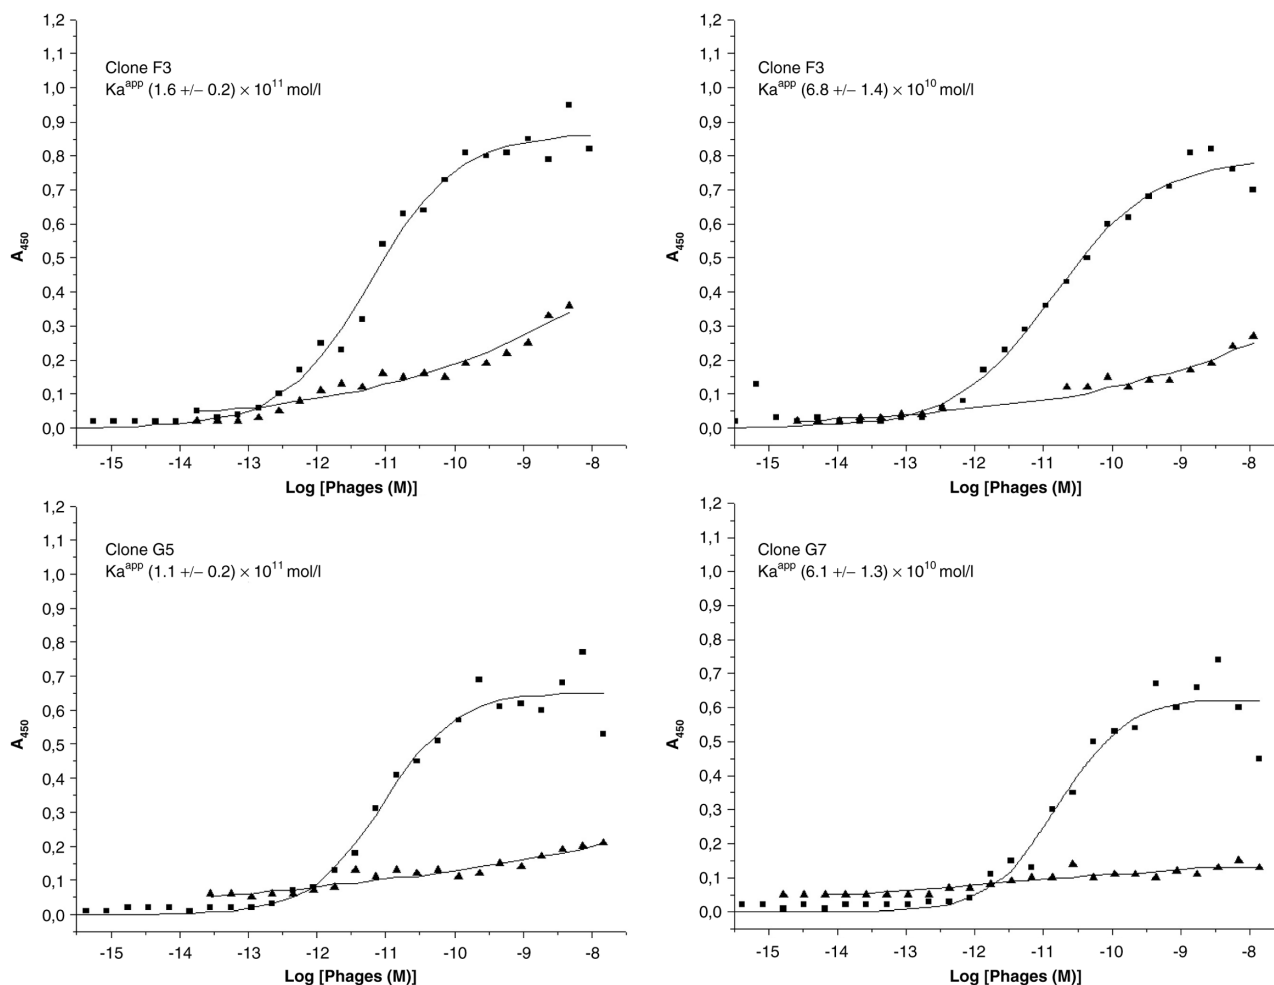 1,2
1,1
1,0
0,9
0,8
0,7
0,6
0,5
0,4
0,3
0,2
0,1
0,0
A450
Clone F3
Kaapp (1.6 +/– 0.2) × 1011 mol/l
-15 -14 -13 -12 -11 -10 -9 -8
Log [Phages (M)]
1,2
1,1
1,0
0,9
0,8
0,7
0,6
0,5
0,4
0,3
0,2
0,1
0,0
A450
Clone F3
Kaapp (6.8 +/– 1.4) × 1010 mol/l
-15 -14 -13 -12 -11 -10 -9 -8
Log [Phages (M)]
1,2
1,1
1,0
0,9
0,8
0,7
0,6
0,5
0,4
0,3
0,2
0,1
0,0
A450
Clone G5
Kaapp (1.1 +/– 0.2) × 1011 mol/l
-15 -14 -13 -12 -11 -10 -9 -8
Log [Phages (M)]
1,2
1,1
1,0
0,9
0,8
0,7
0,6
0,5
0,4
0,3
0,2
0,1
0,0
A450
Clone G7
Kaapp (6.1 +/– 1.3) × 1010 mol/l
-15 -14 -13 -12 -11 -10 -9 -8
Log [Phages (M)]